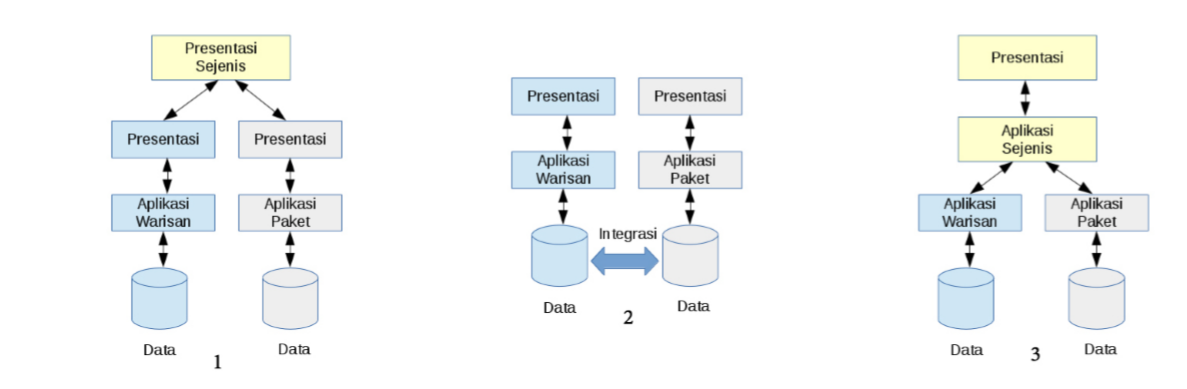 Presentasi
Sejenis
Presentasi
Presentasi
Aplikasi
Warisan
Aplikasi
Paket
Data
Data
1
Presentasi
Presentasi
Aplikasi
Warisan
Aplikasi
Paket
Integrasi
Data
Data
2
Presentasi
Aplikasi
Sejenis
Aplikasi
Warisan
Aplikasi
Paket
Data
Data
3